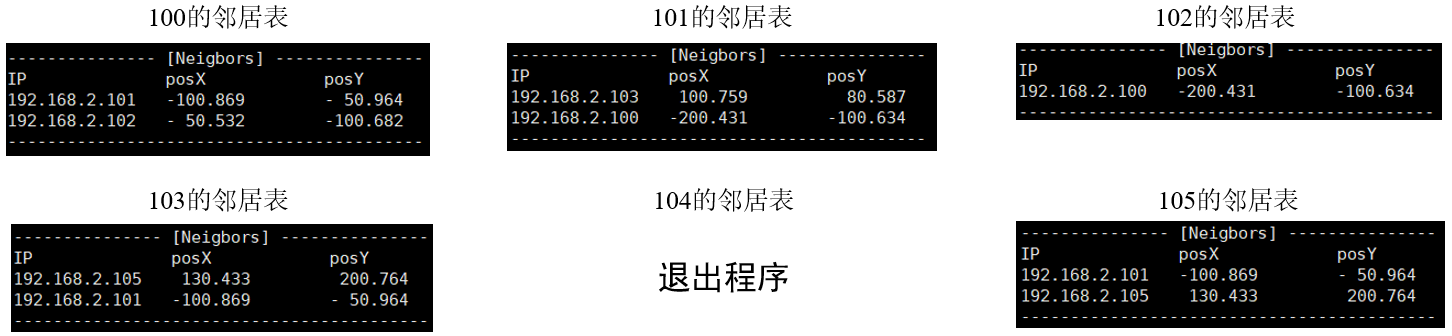 100的邻居表
--------------- [Neigbors] ---------------
IP posX posY
192.168.2.101 -100.869 - 50.964
192.168.2.102 - 50.532 -100.682
------------------------------------------
101的邻居表
--------------- [Neigbors] ---------------
IP posX posY
192.168.2.103 100.759 80.587
192.168.2.100 -200.431 -100.634
------------------------------------------
102的邻居表
--------------- [Neigbors] ---------------
IP posX posY
192.168.2.100 -200.431 -100.634
------------------------------------------
103的邻居表
--------------- [Neigbors] ---------------
IP posX posY
192.168.2.105 130.433 200.764
192.168.2.101 -100.869 - 50.964
------------------------------------------
104的邻居表
退出程序
105的邻居表
--------------- [Neigbors] ---------------
IP posX posY
192.168.2.101 -100.869 - 50.964
192.168.2.105 130.433 200.764
------------------------------------------